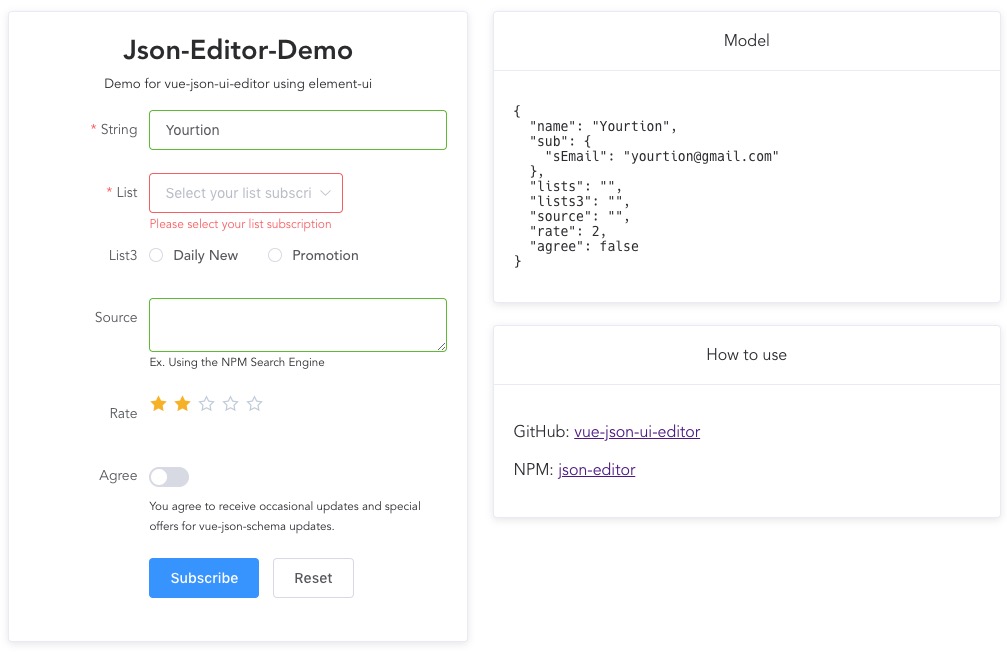 Json-Editor-Demo
Demo for vue-json-ui-editor using element-ui
* String
Yourtion
* List
Select your list subscri
Please select your list subscription
List3
Daily New
Promotion
Source
Ex. Using the NPM Search Engine
Rate
Agree
You agree to receive occasional updates and special
offers for vue-json-schema updates.
Subscribe
Reset
Model
{
  "name": "Yourtion",
  "sub": {
    "sEmail": "yourtion@gmail.com"
  },
  "lists": "",
  "lists3": "",
  "source": "",
  "rate": 2,
  "agree": false
}
How to use
GitHub: vue-json-ui-editor
NPM: json-editor